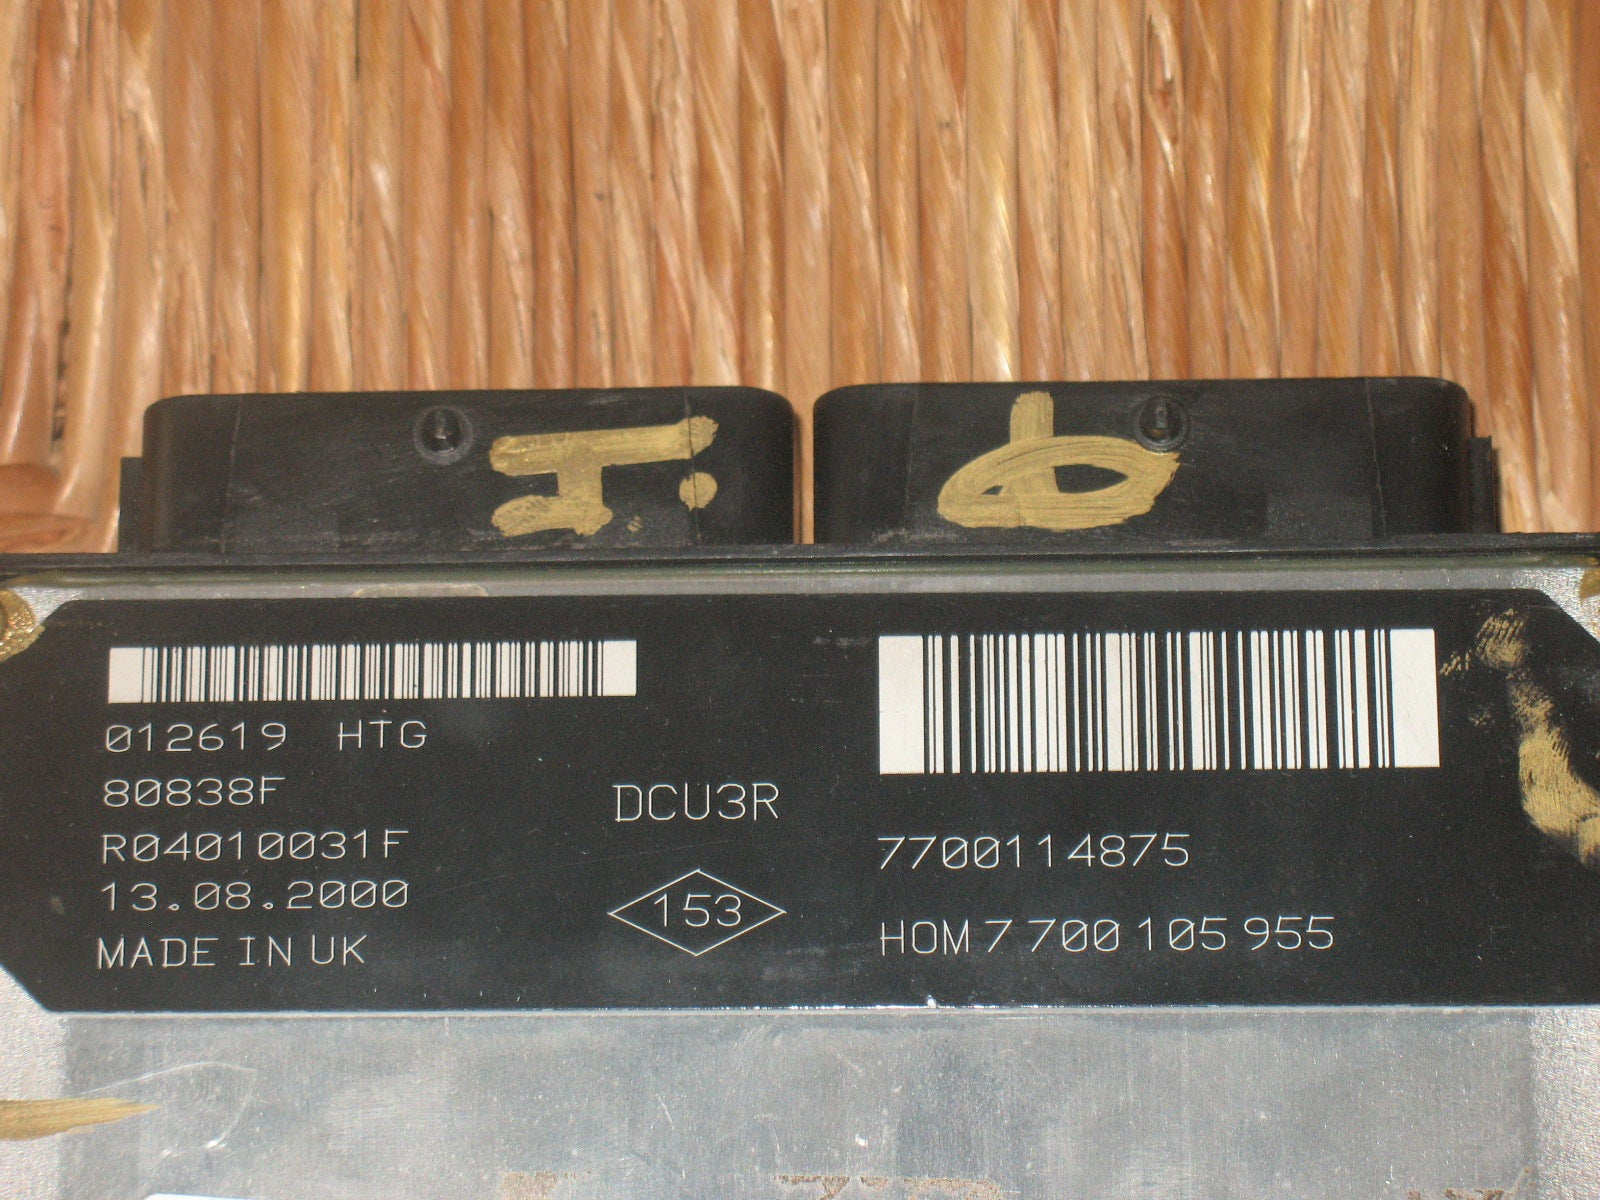 012619 HTG
80838F
R04010031F
13.08.2000
MADE IN UK
DCU3R
153
7700114875
HOM 7 700 105 955